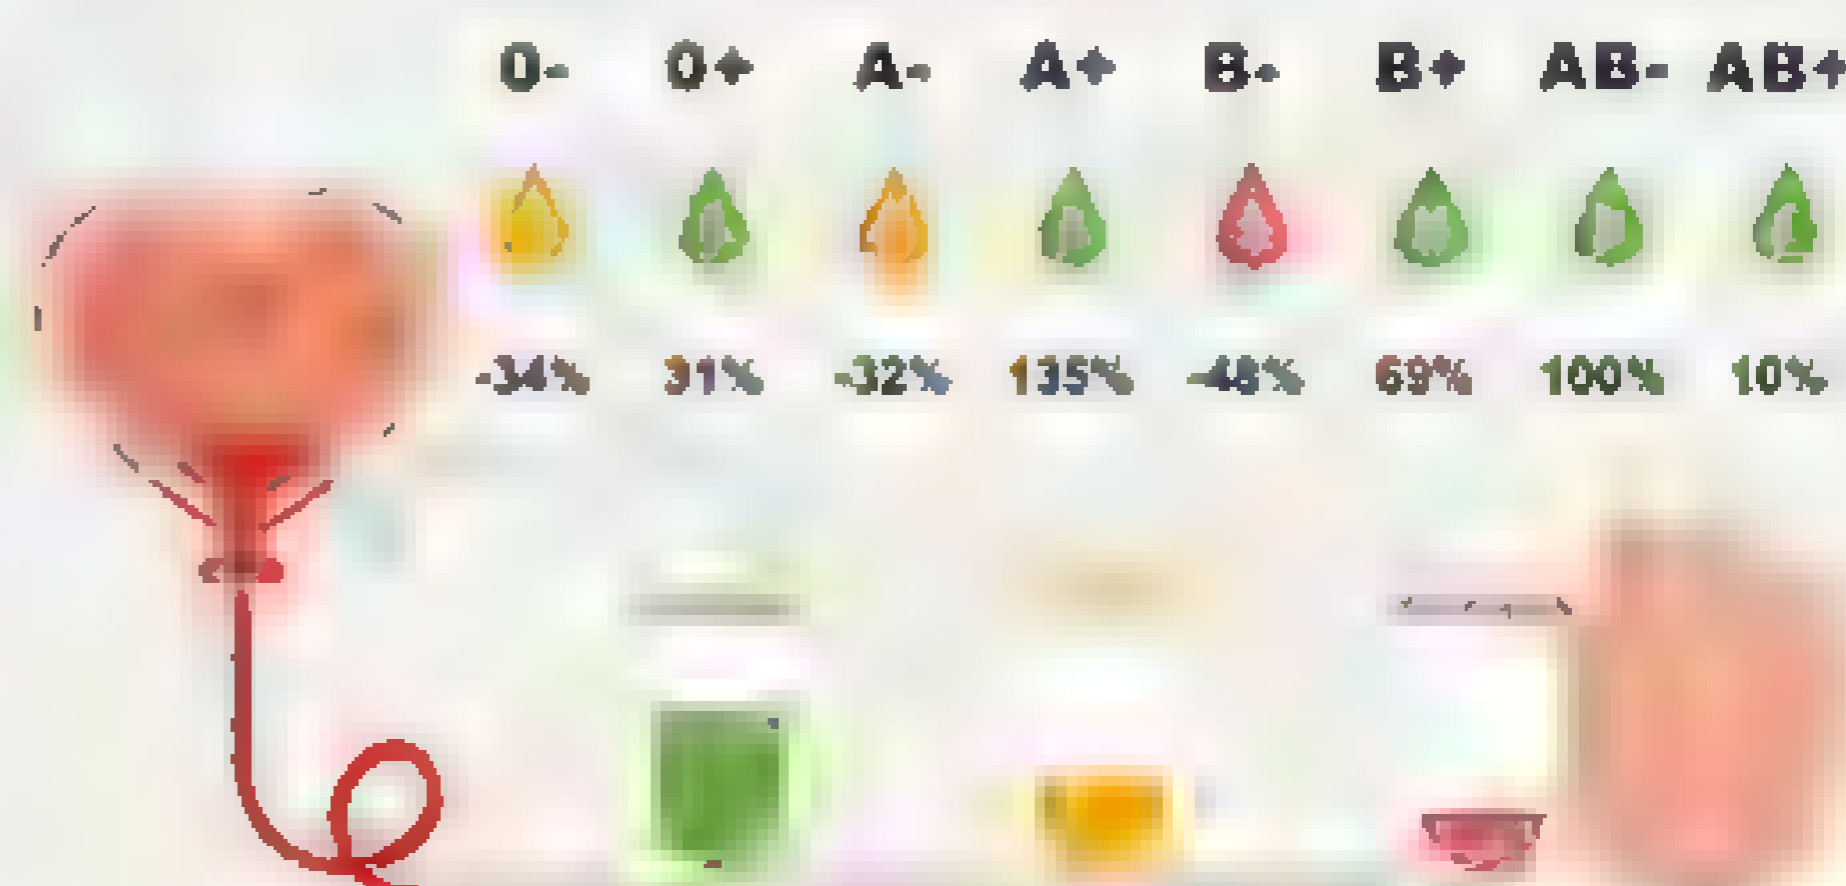 0- 0+ A- A+ B- B+ AB- AB+
-34% 31% -32% 135% -48% 69% 100% 10%